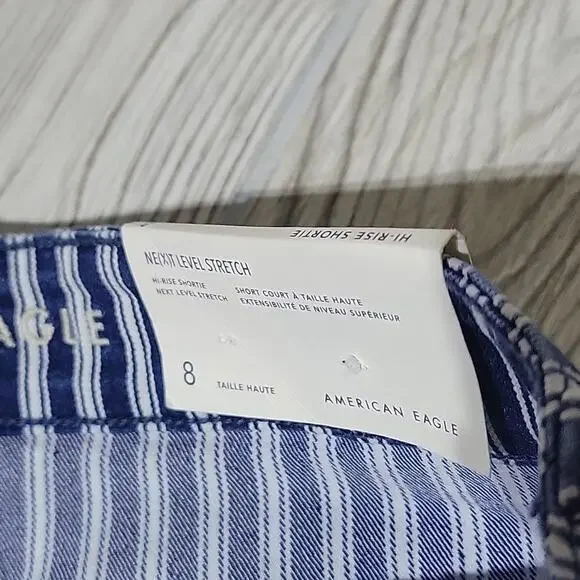 HI-RISE SHORTIE
NE(X)T LEVEL STRETCH
HI-RISE SHORTIE SHORT COURT À TAILLE HAUTE
NEXT LEVEL STRETCH EXTENSIBILITÉ DE NIVEAU SUPÉRIEUR
8 TAILLE HAUTE
AMERICAN EAGLE
EAGLE